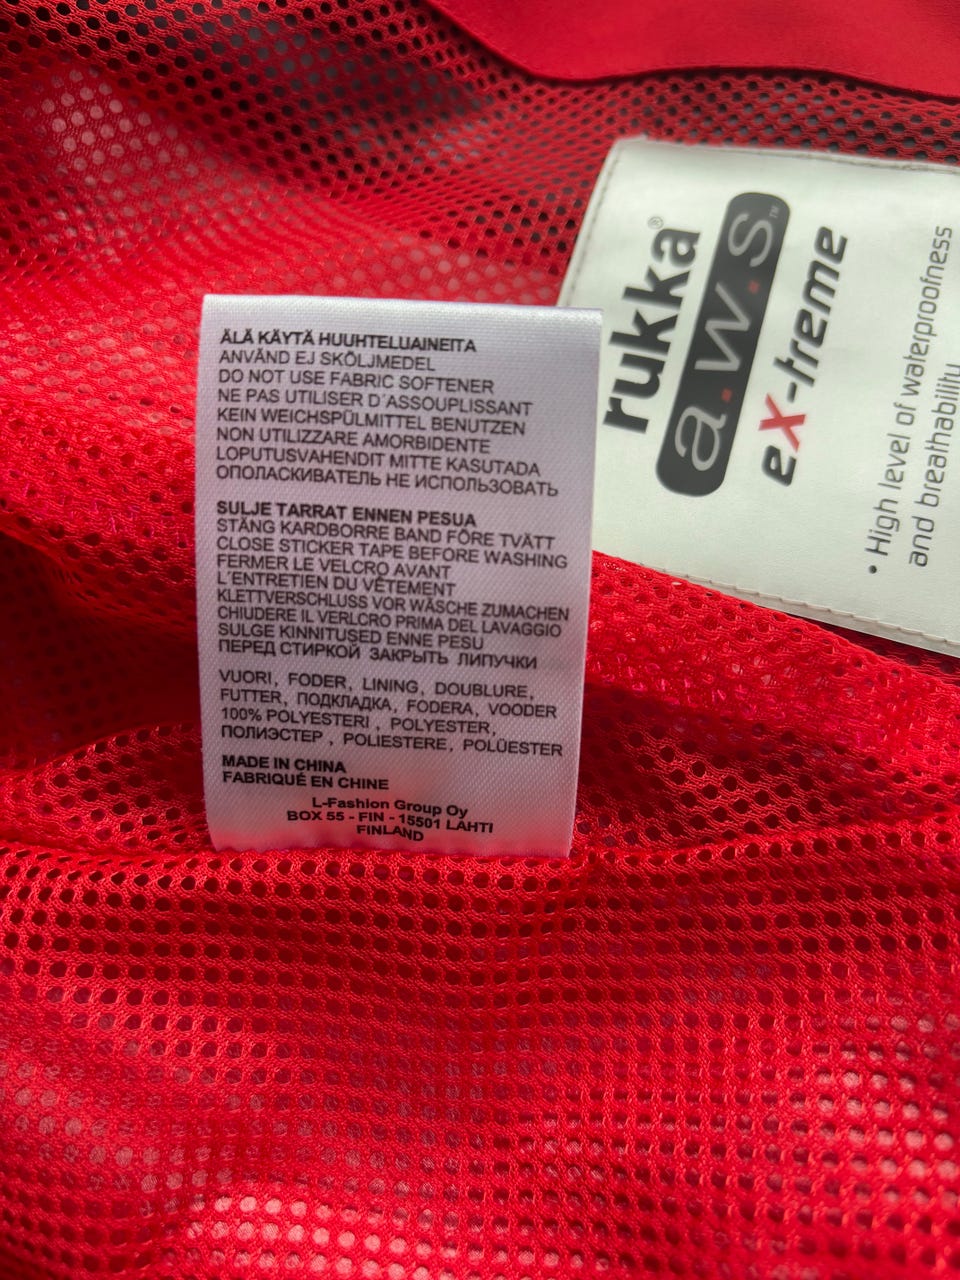 ÄLÄ KÄYTÄ HUUHTELUAINEITA
ANVÄND EJ SKÖLJMEDEL
DO NOT USE FABRIC SOFTENER
NE PAS UTILISER D´ASSOUPLISSANT
KEIN WEICHSPÜLMITTEL BENUTZEN
NON UTILIZZARE AMORBIDENTE
LOPUTUSVAHENDIT MITTE KASUTADA
ОПОЛАСКИВАТЕЛЬ НЕ ИСПОЛЬЗОВАТЬ
SULJE TARRAT ENNEN PESUA
STÄNG KARDBORRE BAND FÖRE TVÄTT
CLOSE STICKER TAPE BEFORE WASHING
FERMER LE VELCRO AVANT
L´ENTRETIEN DU VÊTEMENT
KLETTVERSCHLUSS VOR WÄSCHE ZUMACHEN
CHIUDERE IL VERLCRO PRIMA DEL LAVAGGIO
SULGE KINNITUSED ENNE PESU
ПЕРЕД СТИРКОЙ ЗАКРЫТЬ ЛИПУЧКИ
VUORI, FODER, LINING, DOUBLURE,
FUTTER, ПОДКЛАДКА, FODERA, VOODER
100% POLYESTERI , POLYESTER,
ПОЛИЭСТЕР , POLIESTERE, POLÜESTER
MADE IN CHINA
FABRIQUÉ EN CHINE
L-Fashion Group Oy
BOX 55 - FIN - 15501 LAHTI
FINLAND
rukka®
a.w.s™
eX-treme
• High level of waterproofness
and breathability